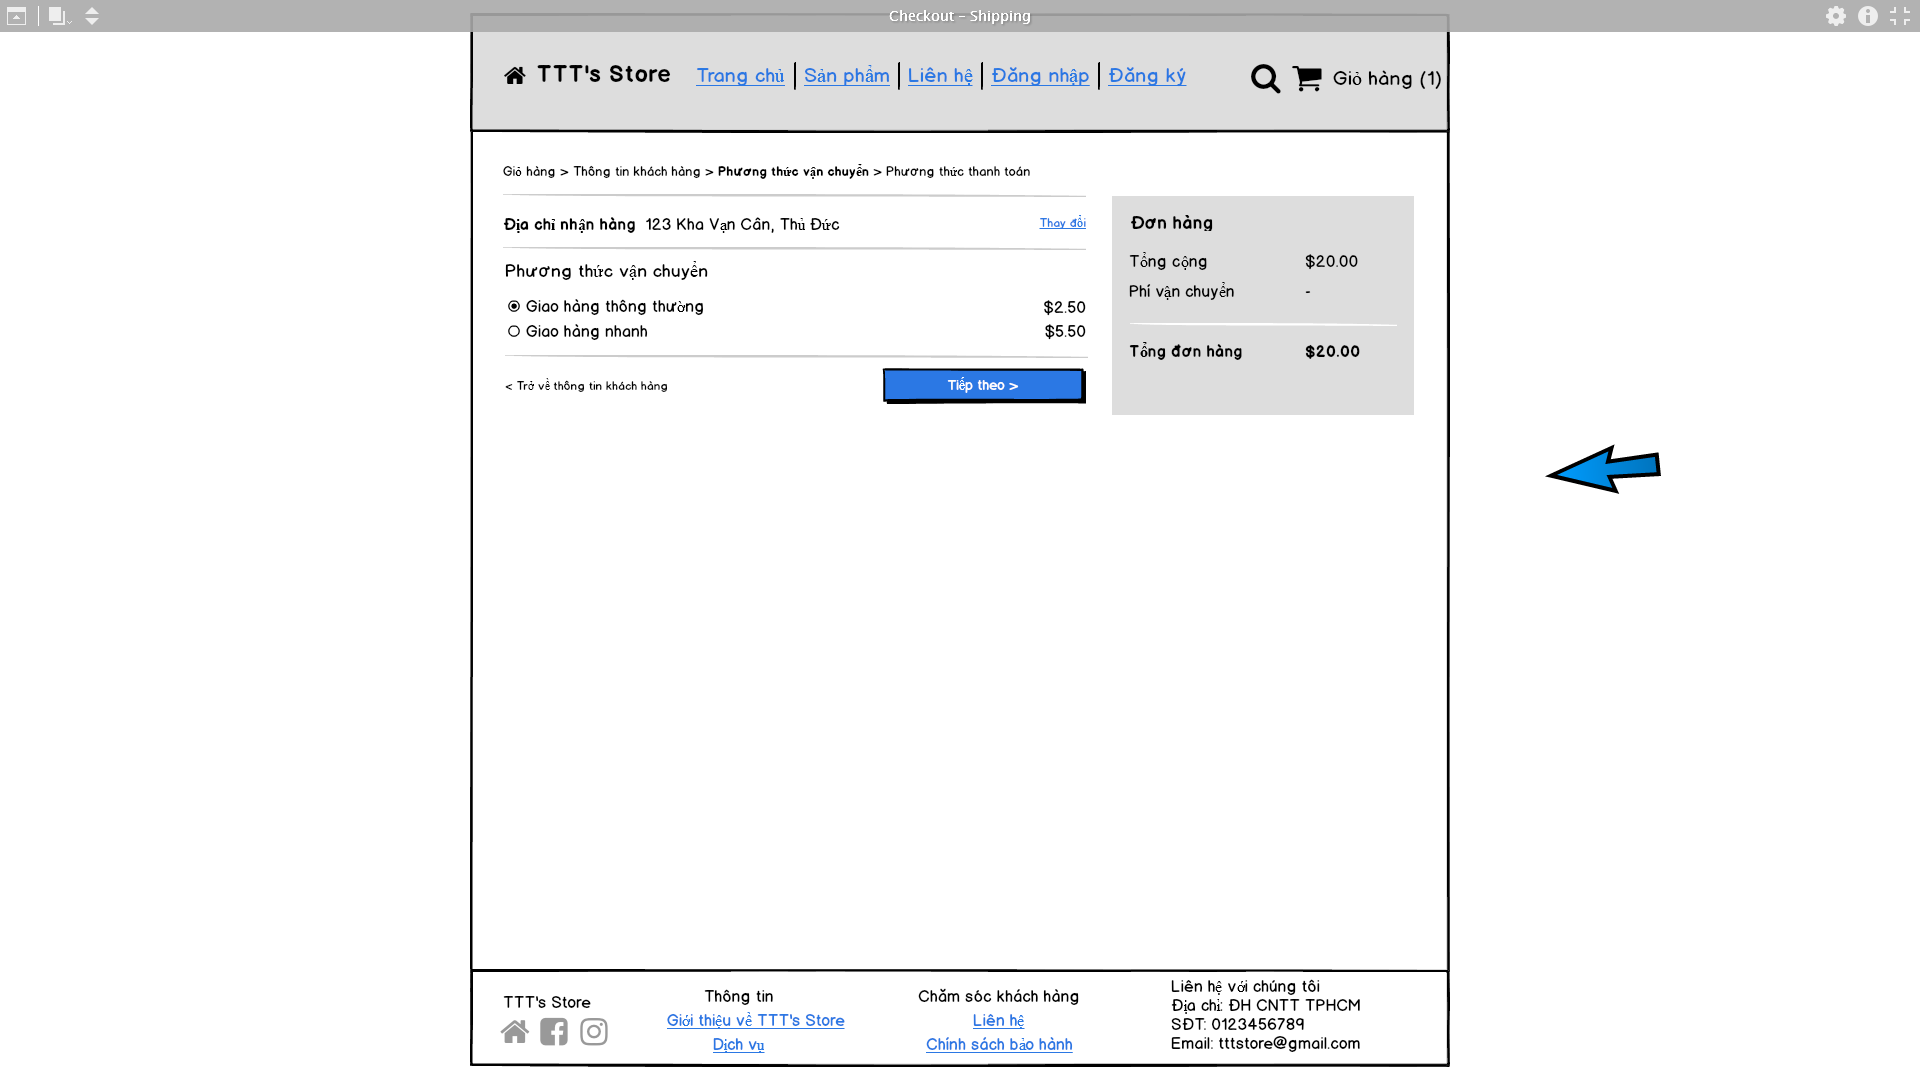 Checkout - Shipping
TTT's Store Trang chủ Sản phẩm Liên hệ Đăng nhập Đăng ký Giỏ hàng (1)
Giỏ hàng > Thông tin khách hàng > Phương thức vận chuyển > Phương thức thanh toán
Địa chỉ nhận hàng 123 Kha Vạn Cân, Thủ Đức Thay đổi
Phương thức vận chuyển
Giao hàng thông thường $2.50
Giao hàng nhanh $5.50
< Trở về thông tin khách hàng Tiếp theo >
Đơn hàng
Tổng cộng $20.00
Phí vận chuyển -
Tổng đơn hàng $20.00
TTT's Store
Thông tin
Giới thiệu về TTT's Store
Dịch vụ
Chăm sóc khách hàng
Liên hệ
Chính sách bảo hành
Liên hệ với chúng tôi
Địa chỉ: ĐH CNTT TPHCM
SĐT: 0123456789
Email: tttstore@gmail.com